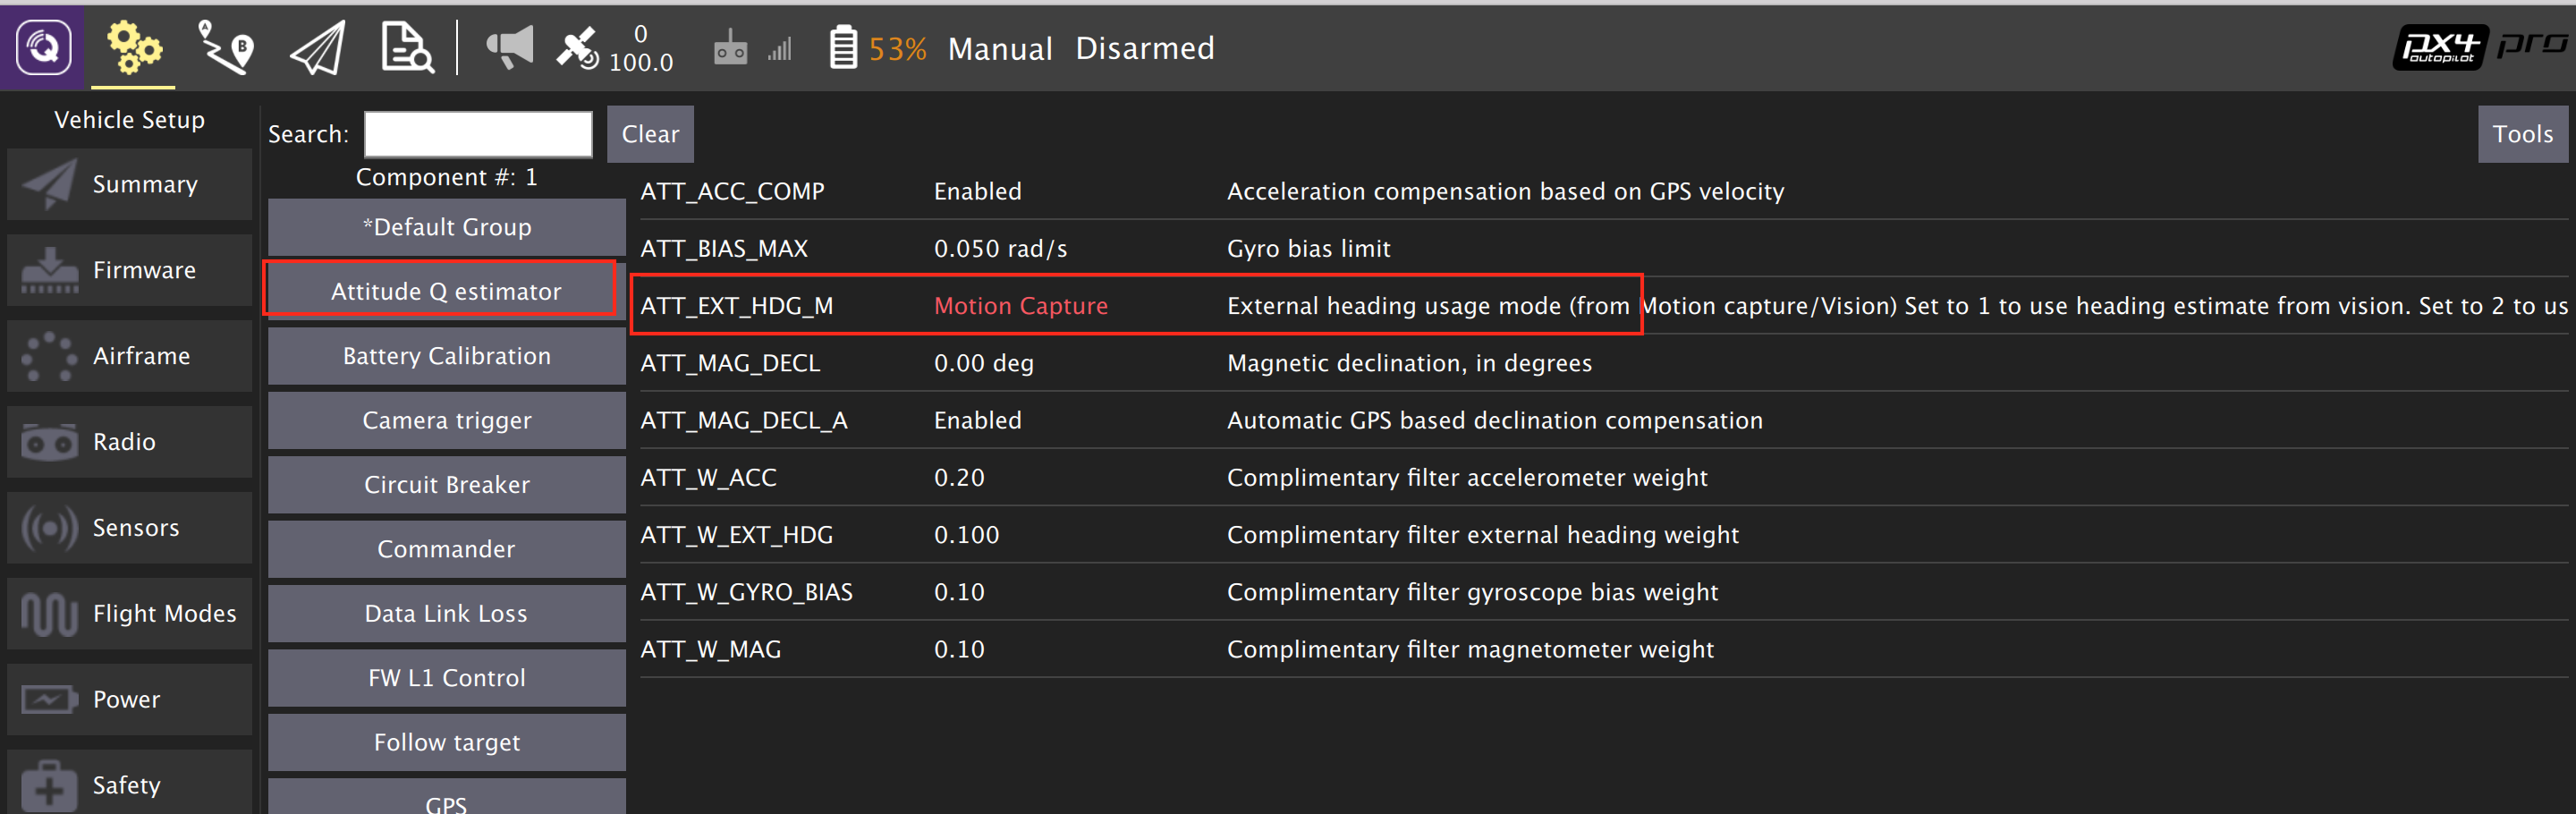 0
100.0
53% Manual Disarmed
px4 pro
autopilot
Vehicle Setup
Summary
Firmware
Airframe
Radio
Sensors
Flight Modes
Power
Safety
Search:
Clear
Tools
Component #: 1
*Default Group
Attitude Q estimator
Battery Calibration
Camera trigger
Circuit Breaker
Commander
Data Link Loss
FW L1 Control
Follow target
GPS
ATT_ACC_COMP Enabled Acceleration compensation based on GPS velocity
ATT_BIAS_MAX 0.050 rad/s Gyro bias limit
ATT_EXT_HDG_M Motion Capture External heading usage mode (from Motion capture/Vision) Set to 1 to use heading estimate from vision. Set to 2 to us
ATT_MAG_DECL 0.00 deg Magnetic declination, in degrees
ATT_MAG_DECL_A Enabled Automatic GPS based declination compensation
ATT_W_ACC 0.20 Complimentary filter accelerometer weight
ATT_W_EXT_HDG 0.100 Complimentary filter external heading weight
ATT_W_GYRO_BIAS 0.10 Complimentary filter gyroscope bias weight
ATT_W_MAG 0.10 Complimentary filter magnetometer weight